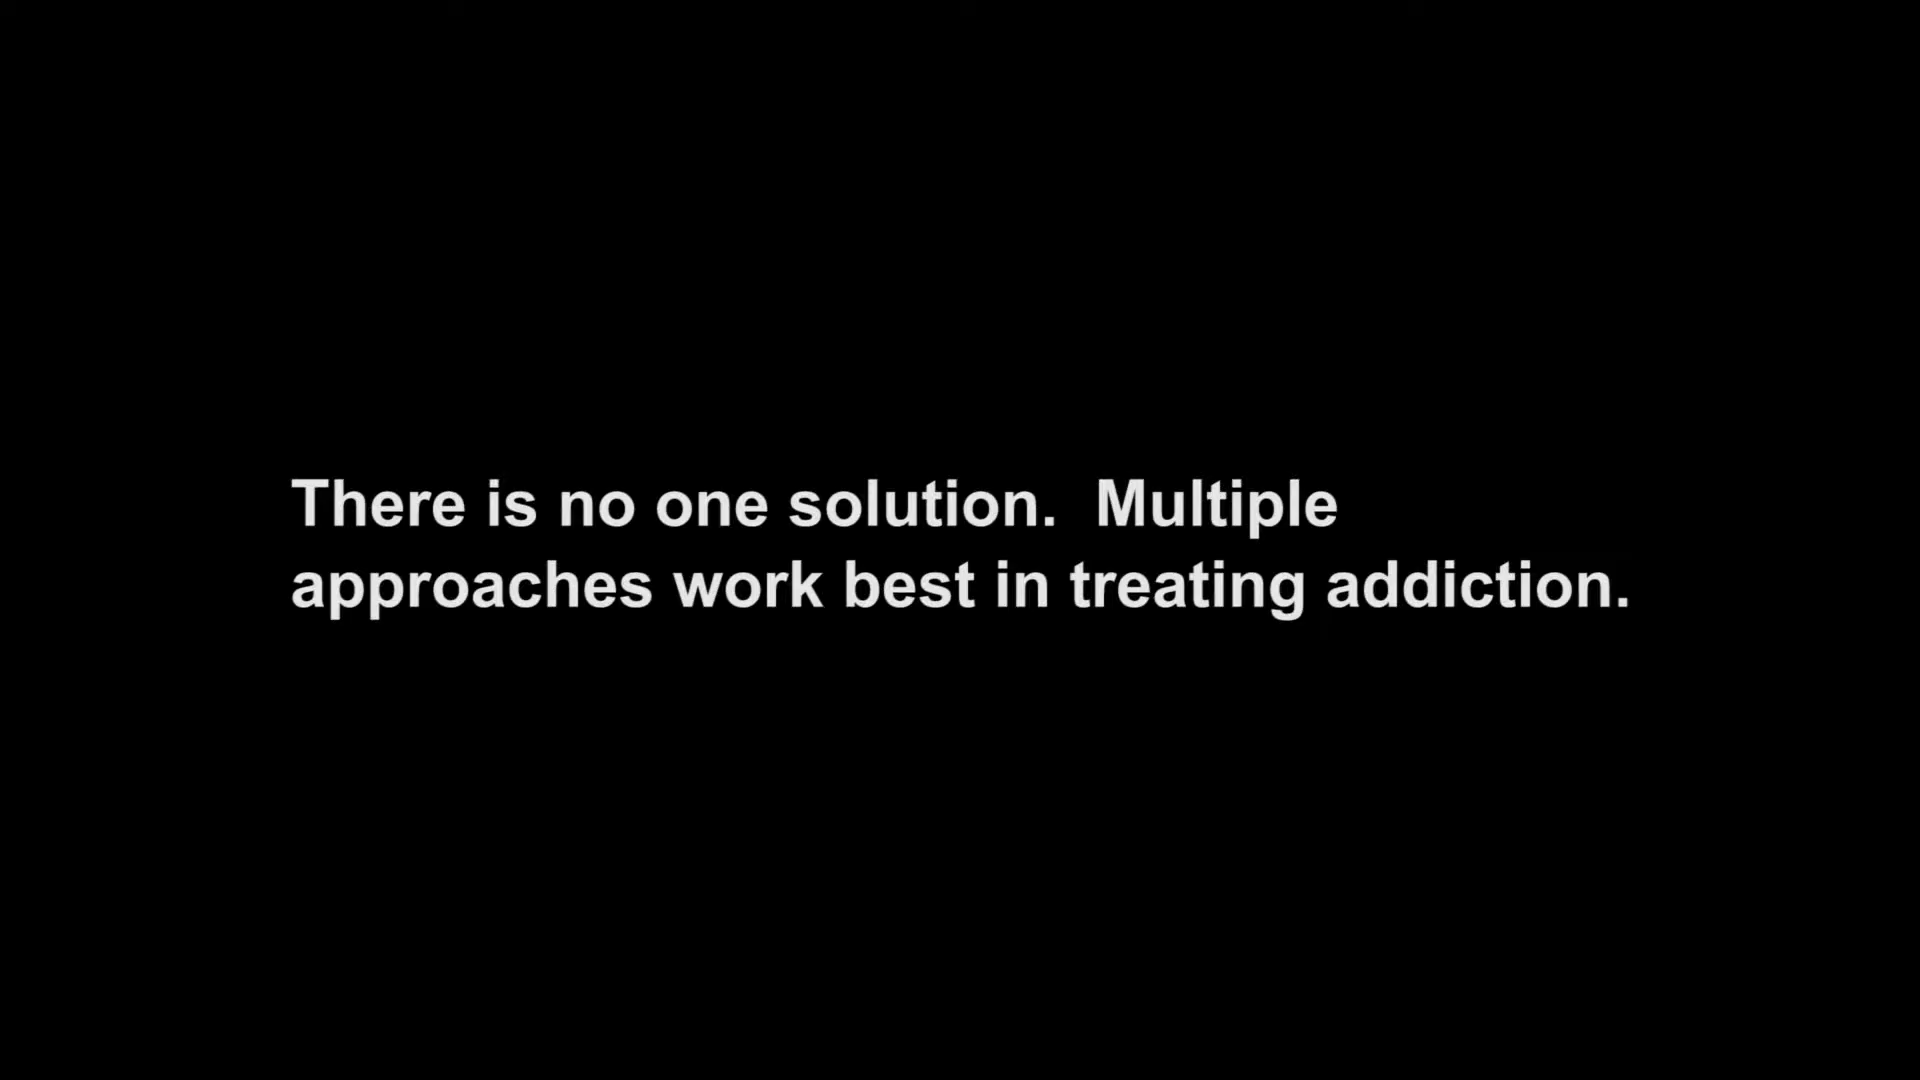 There is no one solution.  Multiple
approaches work best in treating addiction.